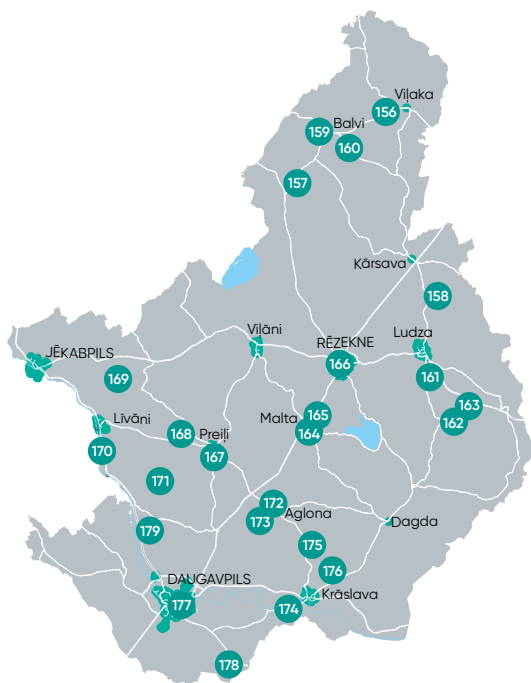 Viļaka
156
Balvi
159
160
157
Kārsava
158
Viļāni
RĒZEKNE
Ludza
JĒKABPILS
166
161
169
163
165
Malta
162
Līvāni
164
168
Preiļi
170
167
171
172
Aglona
173
Dagda
179
175
176
DAUGAVPILS
Krāslava
177
174
178